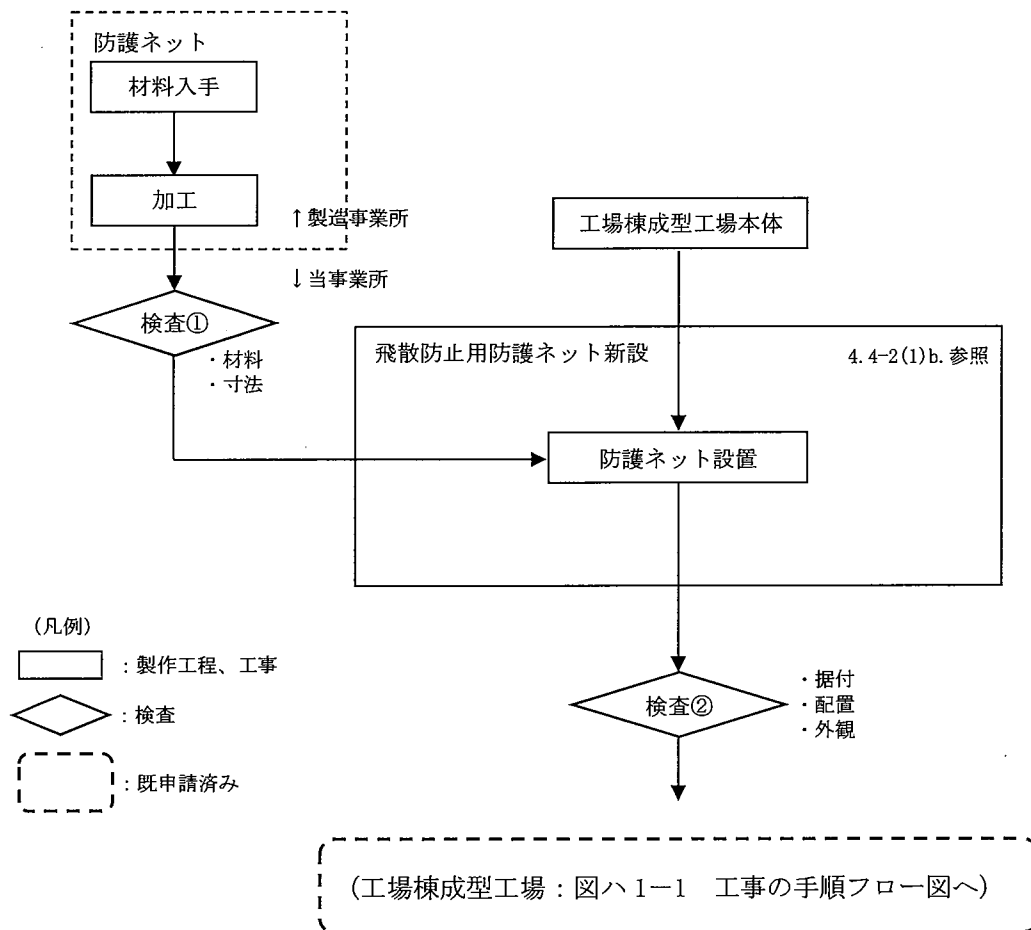 防護ネット
材料入手
加工
↑製造事業所
↓当事業所
検査①
・材料
・寸法
工場棟成型工場本体
飛散防止用防護ネット新設
4.4-2(1)b.参照
防護ネット設置
検査②
・据付
・配置
・外観
(凡例)
：製作工程、工事
：検査
：既申請済み
(工場棟成型工場：図ハ1－1　工事の手順フロー図へ)